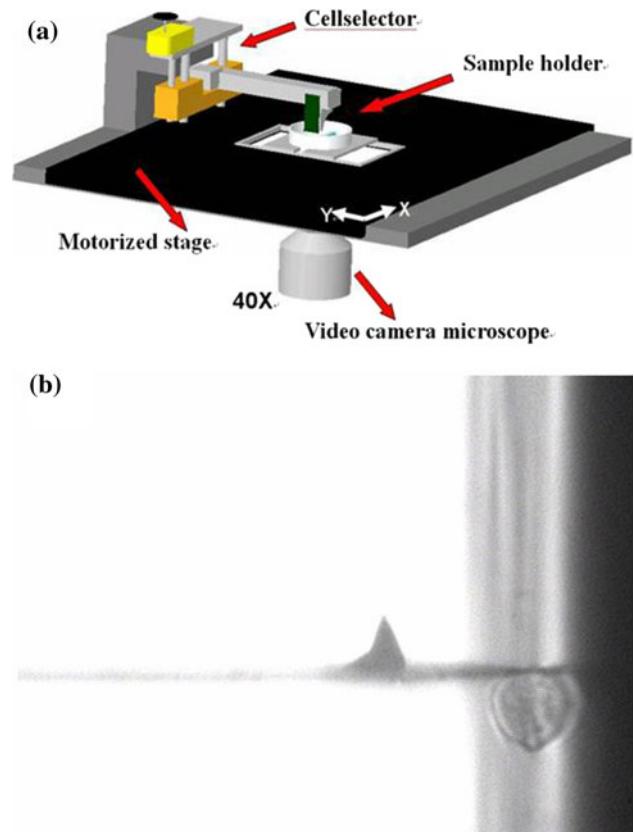 (a)
Cellselector
Sample holder
Y
X
Motorized stage
40X
Video camera microscope
(b)